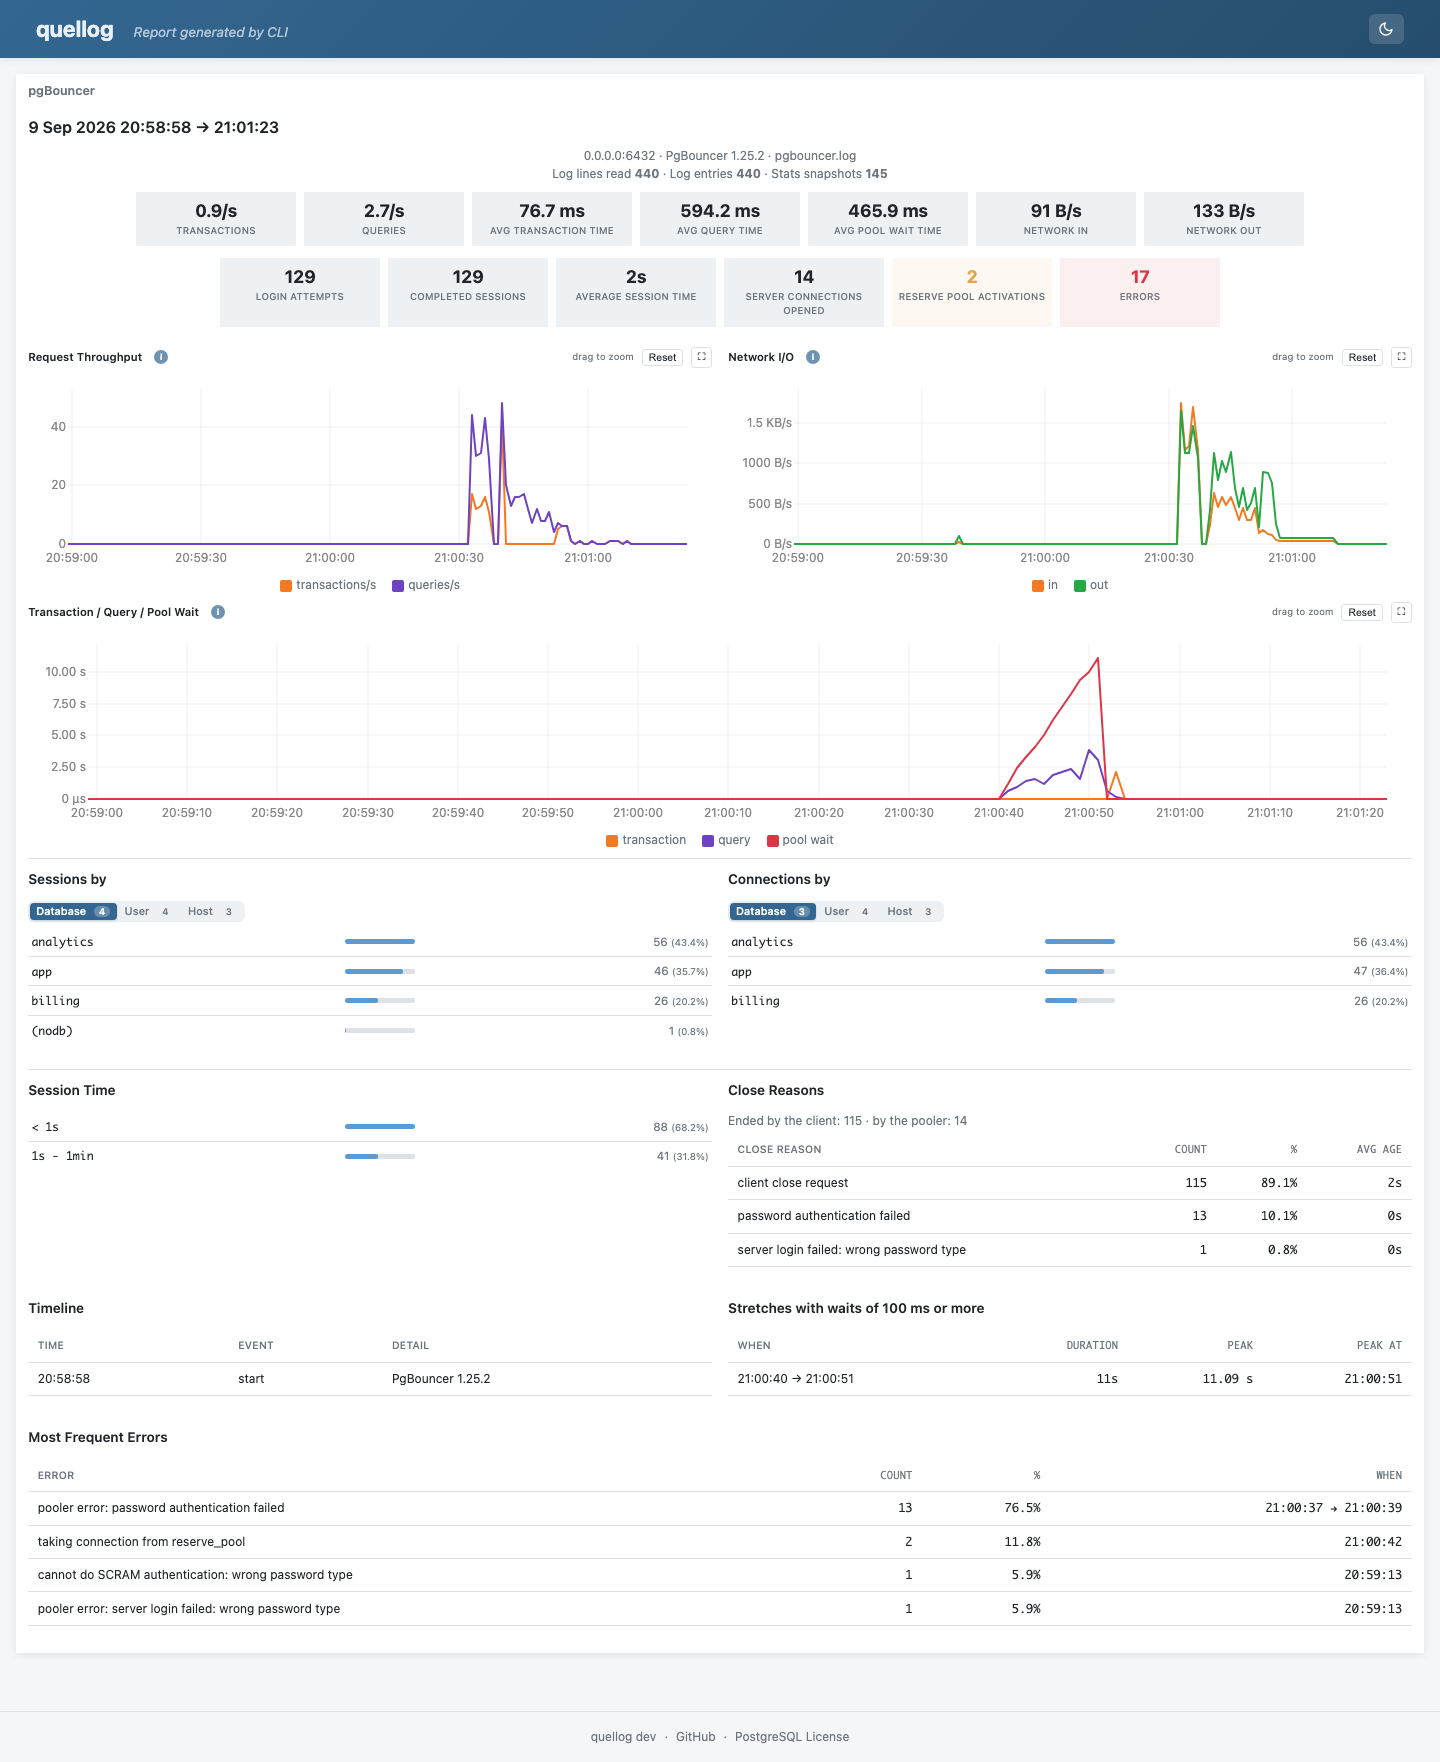 quellog Report generated by CLI
pgBouncer
9 Sep 2026 20:58:58 → 21:01:23
0.0.0.0:6432 · PgBouncer 1.25.2 · pgbouncer.log
Log lines read 440 · Log entries 440 · Stats snapshots 145
0.9/s
TRANSACTIONS
2.7/s
QUERIES
76.7 ms
AVG TRANSACTION TIME
594.2 ms
AVG QUERY TIME
465.9 ms
AVG POOL WAIT TIME
91 B/s
NETWORK IN
133 B/s
NETWORK OUT
129
LOGIN ATTEMPTS
129
COMPLETED SESSIONS
2s
AVERAGE SESSION TIME
14
SERVER CONNECTIONS
OPENED
2
RESERVE POOL ACTIVATIONS
17
ERRORS
Request Throughput i drag to zoom Reset
40
20
0
20:59:00 20:59:30 21:00:00 21:00:30 21:01:00
transactions/s queries/s
Network I/O i drag to zoom Reset
1.5 KB/s
1000 B/s
500 B/s
0 B/s
20:59:00 20:59:30 21:00:00 21:00:30 21:01:00
in out
Transaction / Query / Pool Wait i drag to zoom Reset
10.00 s
7.50 s
5.00 s
2.50 s
0 µs
20:59:00 20:59:10 20:59:20 20:59:30 20:59:40 20:59:50 21:00:00 21:00:10 21:00:20 21:00:30 21:00:40 21:00:50 21:01:00 21:01:10 21:01:20
transaction query pool wait
Sessions by
Database 4 User 4 Host 3
analytics 56 (43.4%)
app 46 (35.7%)
billing 26 (20.2%)
(nodb) 1 (0.8%)
Connections by
Database 3 User 4 Host 3
analytics 56 (43.4%)
app 47 (36.4%)
billing 26 (20.2%)
Session Time
< 1s 88 (68.2%)
1s - 1min 41 (31.8%)
Close Reasons
Ended by the client: 115 · by the pooler: 14
CLOSE REASON COUNT % AVG AGE
client close request 115 89.1% 2s
password authentication failed 13 10.1% 0s
server login failed: wrong password type 1 0.8% 0s
Timeline
TIME EVENT DETAIL
20:58:58 start PgBouncer 1.25.2
Stretches with waits of 100 ms or more
WHEN DURATION PEAK PEAK AT
21:00:40 → 21:00:51 11s 11.09 s 21:00:51
Most Frequent Errors
ERROR COUNT % WHEN
pooler error: password authentication failed 13 76.5% 21:00:37 → 21:00:39
taking connection from reserve_pool 2 11.8% 21:00:42
cannot do SCRAM authentication: wrong password type 1 5.9% 20:59:13
pooler error: server login failed: wrong password type 1 5.9% 20:59:13
quellog dev · GitHub · PostgreSQL License